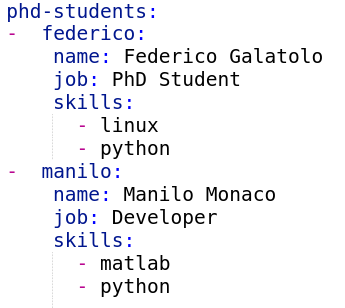 phd-students:
-  federico:
    name: Federico Galatolo
    job: PhD Student
    skills:
      - linux
      - python
-  manilo:
    name: Manilo Monaco
    job: Developer
    skills:
      - matlab
      - python